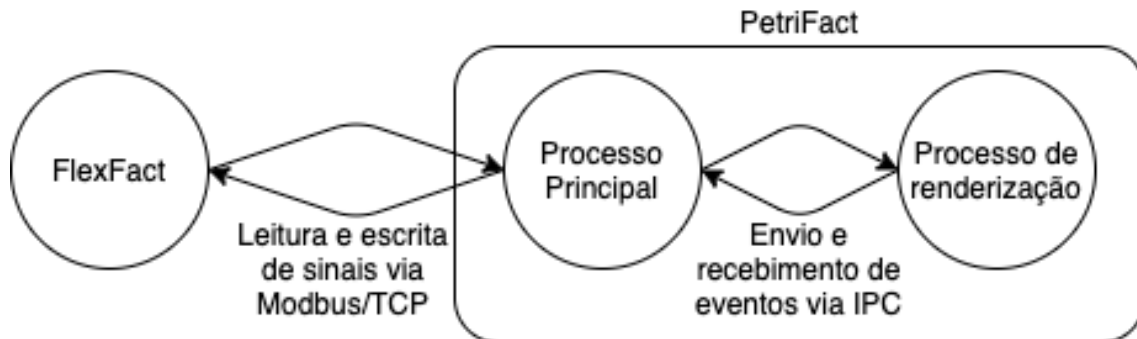 PetriFact
FlexFact
Processo
Principal
Processo de
renderização
Leitura e escrita
de sinais via
Modbus/TCP
Envio e
recebimento de
eventos via IPC